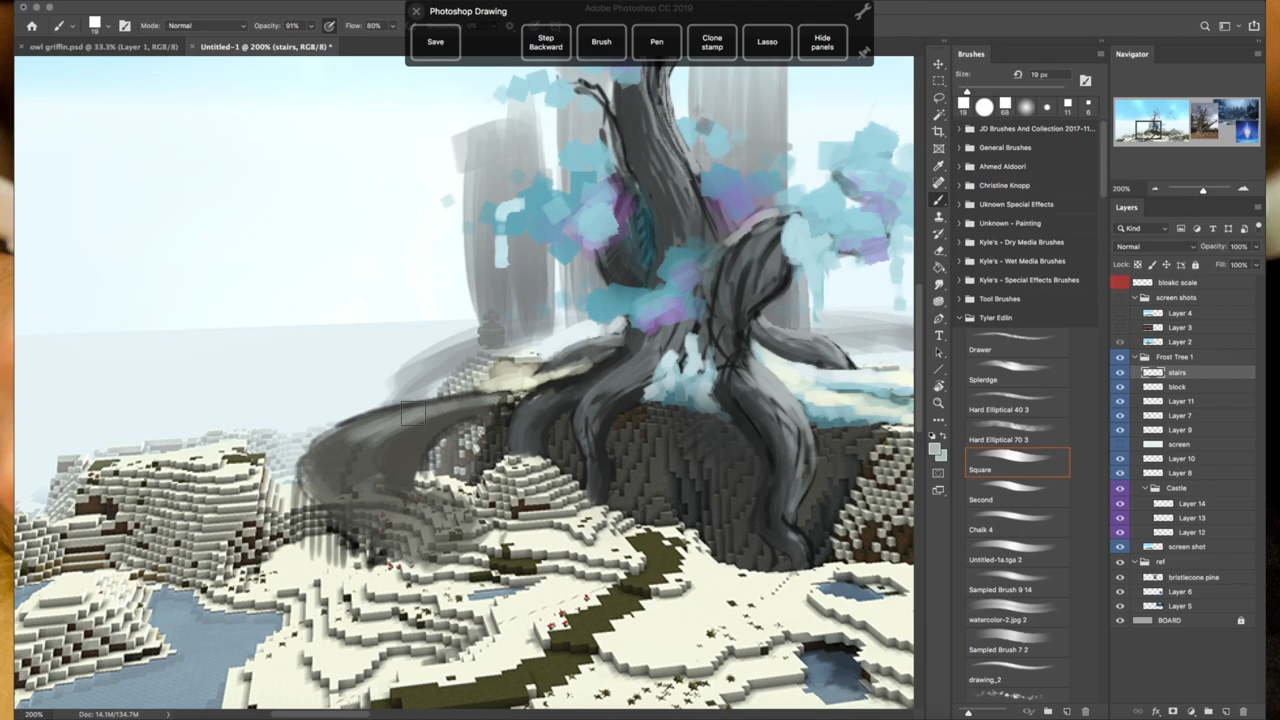 Photoshop Drawing
Adobe Photoshop CC 2019
Save
Step Backward
Brush
Pen
Clone stamp
Lasso
Hide panels
19
Mode: Normal
Opacity: 91%
Flow: 80%
owl griffin.psd @ 33.3% (Layer 1, RGB/8)
Untitled-1 @ 200% (stairs, RGB/8) *
Brushes
Size:
19 px
19
68
11
6
JD Brushes And Collection 2017-11...
General Brushes
Ahmed Aldoori
Christine Knopp
Uknown Special Effects
Unknown - Painting
Kyle's - Dry Media Brushes
Kyle's - Wet Media Brushes
Kyle's - Special Effects Brushes
Tool Brushes
Tyler Edlin
Drawer
Splerdge
Hard Elliptical 40 3
Hard Elliptical 70 3
Square
Second
Chalk 4
Untitled-1a.tga 2
Sampled Brush 9 14
watercolor-2.jpg 2
Sampled Brush 7 2
drawing_2
Navigator
200%
Layers
Kind
Normal
Opacity: 100%
Lock:
Fill: 100%
bloakc scale
screen shots
Layer 4
Layer 3
Layer 2
Frost Tree 1
stairs
block
Layer 11
Layer 7
Layer 9
screen
Layer 10
Layer 8
Castle
Layer 14
Layer 13
Layer 12
screen shot
ref
bristlecone pine
Layer 6
Layer 5
BOARD
200%
Doc: 14.1M/134.7M